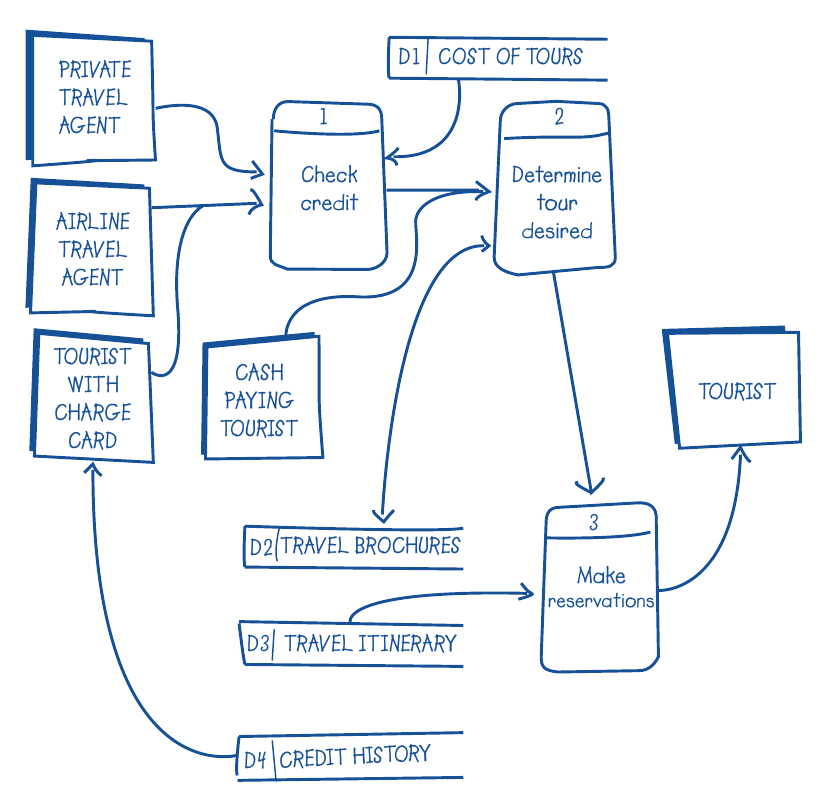 PRIVATE
TRAVEL
AGENT
D1 COST OF TOURS
1
Check
credit
2
Determine
tour
desired
AIRLINE
TRAVEL
AGENT
TOURIST
WITH
CHARGE
CARD
CASH
PAYING
TOURIST
TOURIST
D2 TRAVEL BROCHURES
3
Make
reservations
D3 TRAVEL ITINERARY
D4 CREDIT HISTORY